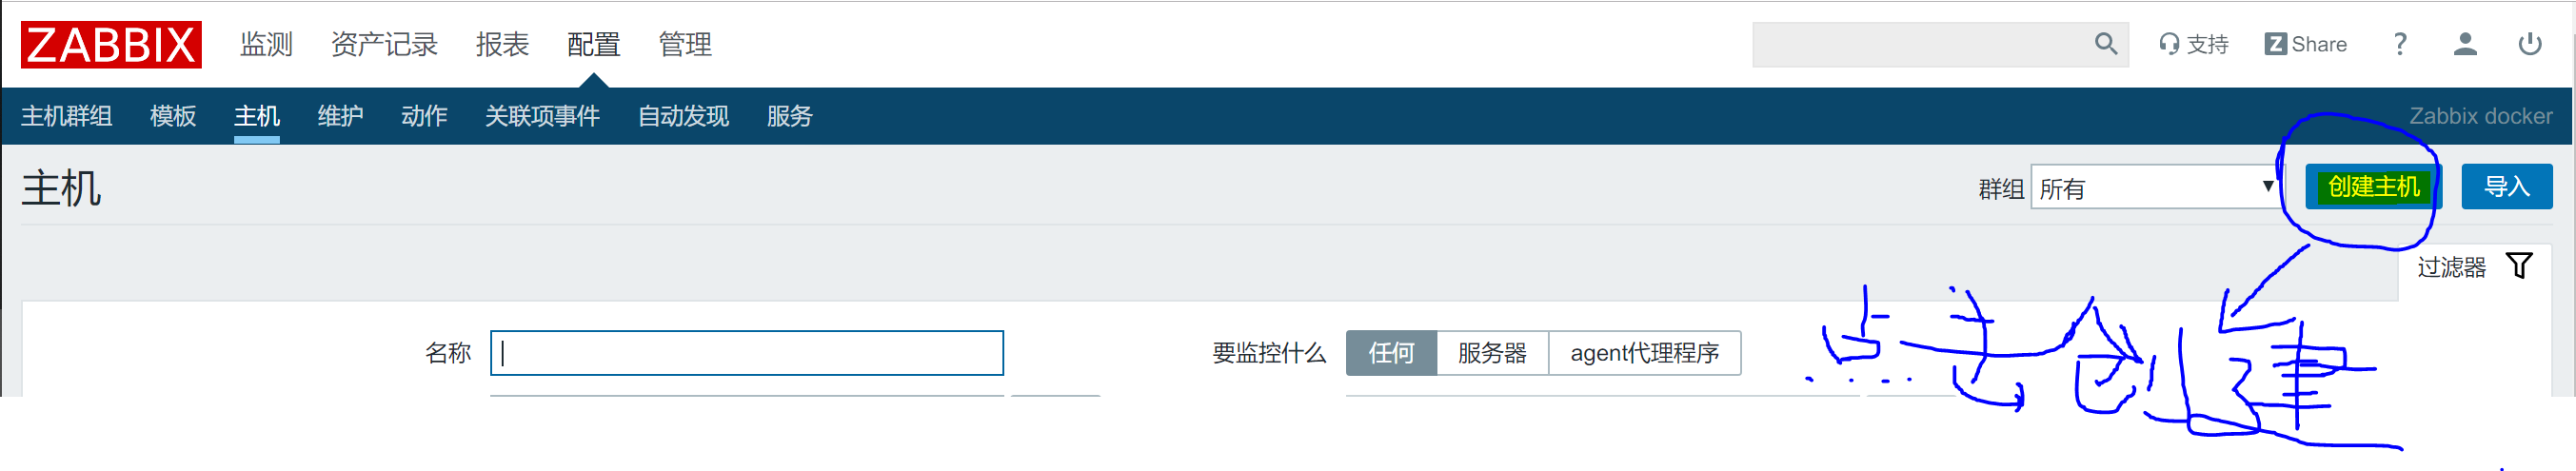 ZABBIX 监测 资产记录 报表 配置 管理 支持 Z Share ?
主机群组 模板 主机 维护 动作 关联项事件 自动发现 服务 Zabbix docker
主机 群组 所有 创建主机 导入
过滤器
名称 要监控什么 任何 服务器 agent代理程序
点击创建